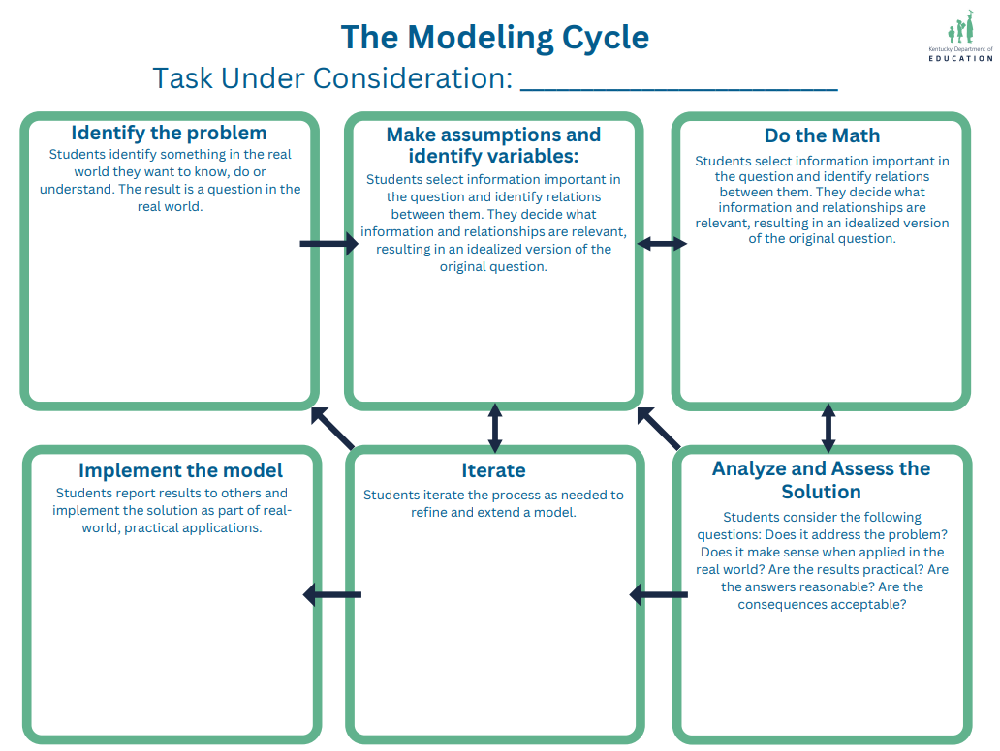 The Modeling Cycle
Task Under Consideration: _________________________
Kentucky Department of
EDUCATION
Identify the problem
Students identify something in the real
world they want to know, do or
understand. The result is a question in the
real world.
Make assumptions and
identify variables:
Students select information important in
the question and identify relations
between them. They decide what
information and relationships are relevant,
resulting in an idealized version of the
original question.
Do the Math
Students select information important in
the question and identify relations
between them. They decide what
information and relationships are
relevant, resulting in an idealized version
of the original question.
Implement the model
Students report results to others and
implement the solution as part of real-
world, practical applications.
Iterate
Students iterate the process as needed to
refine and extend a model.
Analyze and Assess the
Solution
Students consider the following
questions: Does it address the problem?
Does it make sense when applied in the
real world? Are the results practical? Are
the answers reasonable? Are the
consequences acceptable?